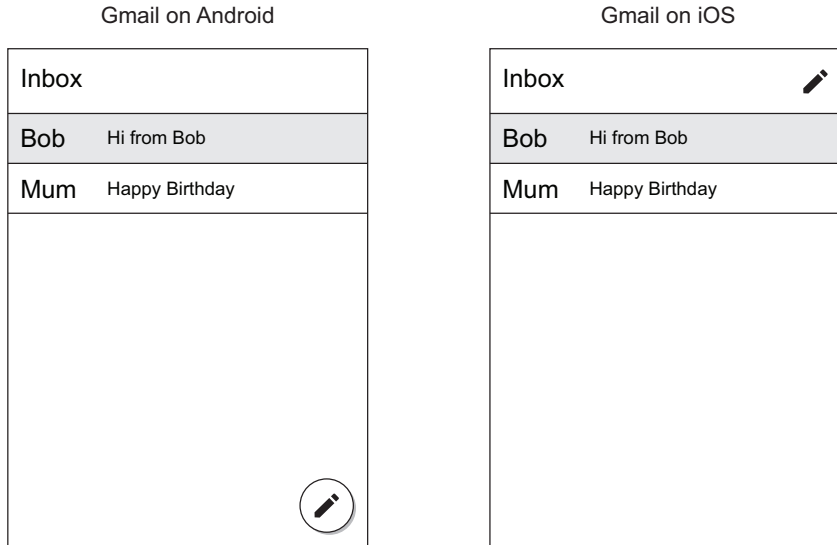 Gmail on Android
Inbox
Bob Hi from Bob
Mum Happy Birthday
Gmail on iOS
Inbox
Bob Hi from Bob
Mum Happy Birthday